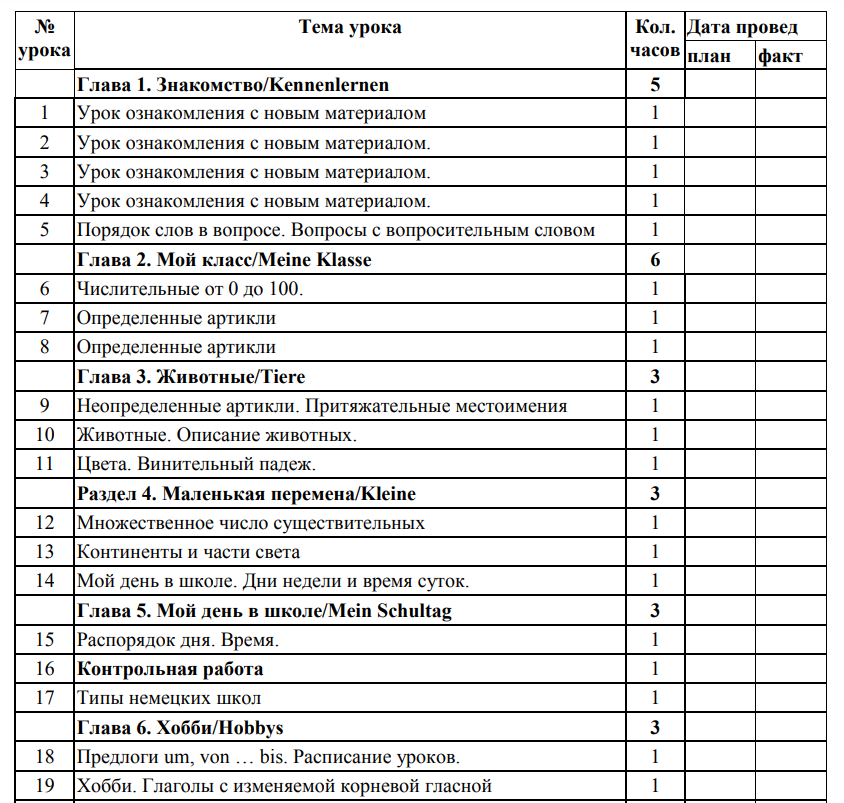 № урока Тема урока Кол. часов Дата провед
план факт
Глава 1. Знакомство/Kennenlernen 5
1 Урок ознакомления с новым материалом 1
2 Урок ознакомления с новым материалом. 1
3 Урок ознакомления с новым материалом. 1
4 Урок ознакомления с новым материалом. 1
5 Порядок слов в вопросе. Вопросы с вопросительным словом 1
Глава 2. Мой класс/Meine Klasse 6
6 Числительные от 0 до 100. 1
7 Определенные артикли 1
8 Определенные артикли 1
Глава 3. Животные/Tiere 3
9 Неопределенные артикли. Притяжательные местоимения 1
10 Животные. Описание животных. 1
11 Цвета. Винительный падеж. 1
Раздел 4. Маленькая перемена/Kleine 3
12 Множественное число существительных 1
13 Континенты и части света 1
14 Мой день в школе. Дни недели и время суток. 1
Глава 5. Мой день в школе/Mein Schultag 3
15 Распорядок дня. Время. 1
16 Контрольная работа 1
17 Типы немецких школ 1
Глава 6. Хобби/Hobbys 3
18 Предлоги um, von … bis. Расписание уроков. 1
19 Хобби. Глаголы с изменяемой корневой гласной 1